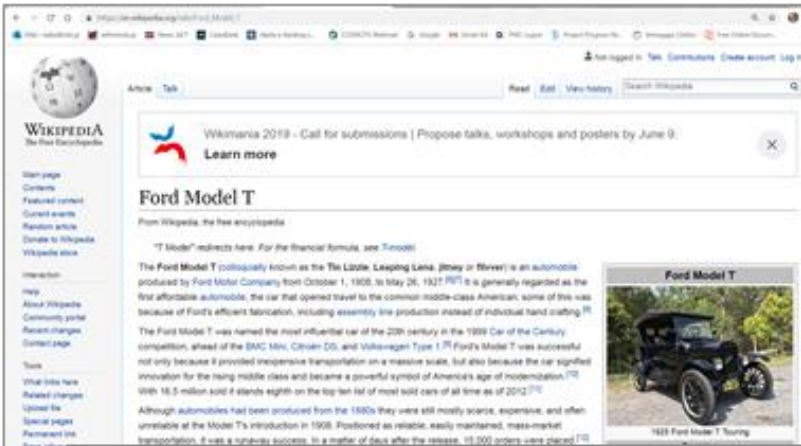 en.wikipedia.org/wiki/Ford_Model_T
Not logged in Talk Contributions Create account Log in
Article Talk
Read Edit View history Search Wikipedia
WIKIPEDIA
The Free Encyclopedia
Wikimania 2019 - Call for submissions | Propose talks, workshops and posters by June 9.
Learn more
Main page
Contents
Featured content
Current events
Random article
Donate to Wikipedia
Wikipedia store
Interaction
Help
About Wikipedia
Community portal
Recent changes
Contact page
Tools
What links here
Related changes
Upload file
Special pages
Permanent link
Ford Model T
From Wikipedia, the free encyclopedia
"T Model" redirects here. For the financial formula, see T-model.
The Ford Model T (colloquially known as the Tin Lizzie, Leaping Lena, jitney or flivver) is an automobile
produced by Ford Motor Company from October 1, 1908, to May 26, 1927. It is generally regarded as the
first affordable automobile, the car that opened travel to the common middle-class American; some of this was
because of Ford's efficient fabrication, including assembly line production instead of individual hand crafting.
The Ford Model T was named the most influential car of the 20th century in the 1999 Car of the Century
competition, ahead of the BMC Mini, Citroën DS, and Volkswagen Type 1. Ford's Model T was successful
not only because it provided inexpensive transportation on a massive scale, but also because the car signified
innovation for the rising middle class and became a powerful symbol of America's age of modernization.[12]
With 16.5 million sold it stands eighth on the top ten list of most sold cars of all time as of 2012.[11]
Although automobiles had been produced from the 1880s they were still mostly scarce, expensive, and often
unreliable at the Model T's introduction in 1908. Positioned as reliable, easily maintained, mass-market
transportation, it was a runaway success. In a matter of days after the release, 15,000 orders were placed.[12]
Ford Model T
1925 Ford Model T Touring